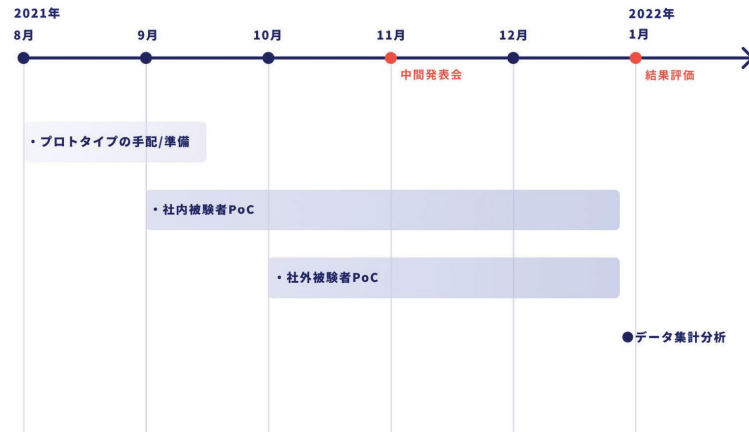 2021年
2022年
8月
9月
10月
11月
12月
1月
中間発表会
結果評価
・プロトタイプの手配/準備
・社内被験者PoC
・社外被験者PoC
●データ集計分析